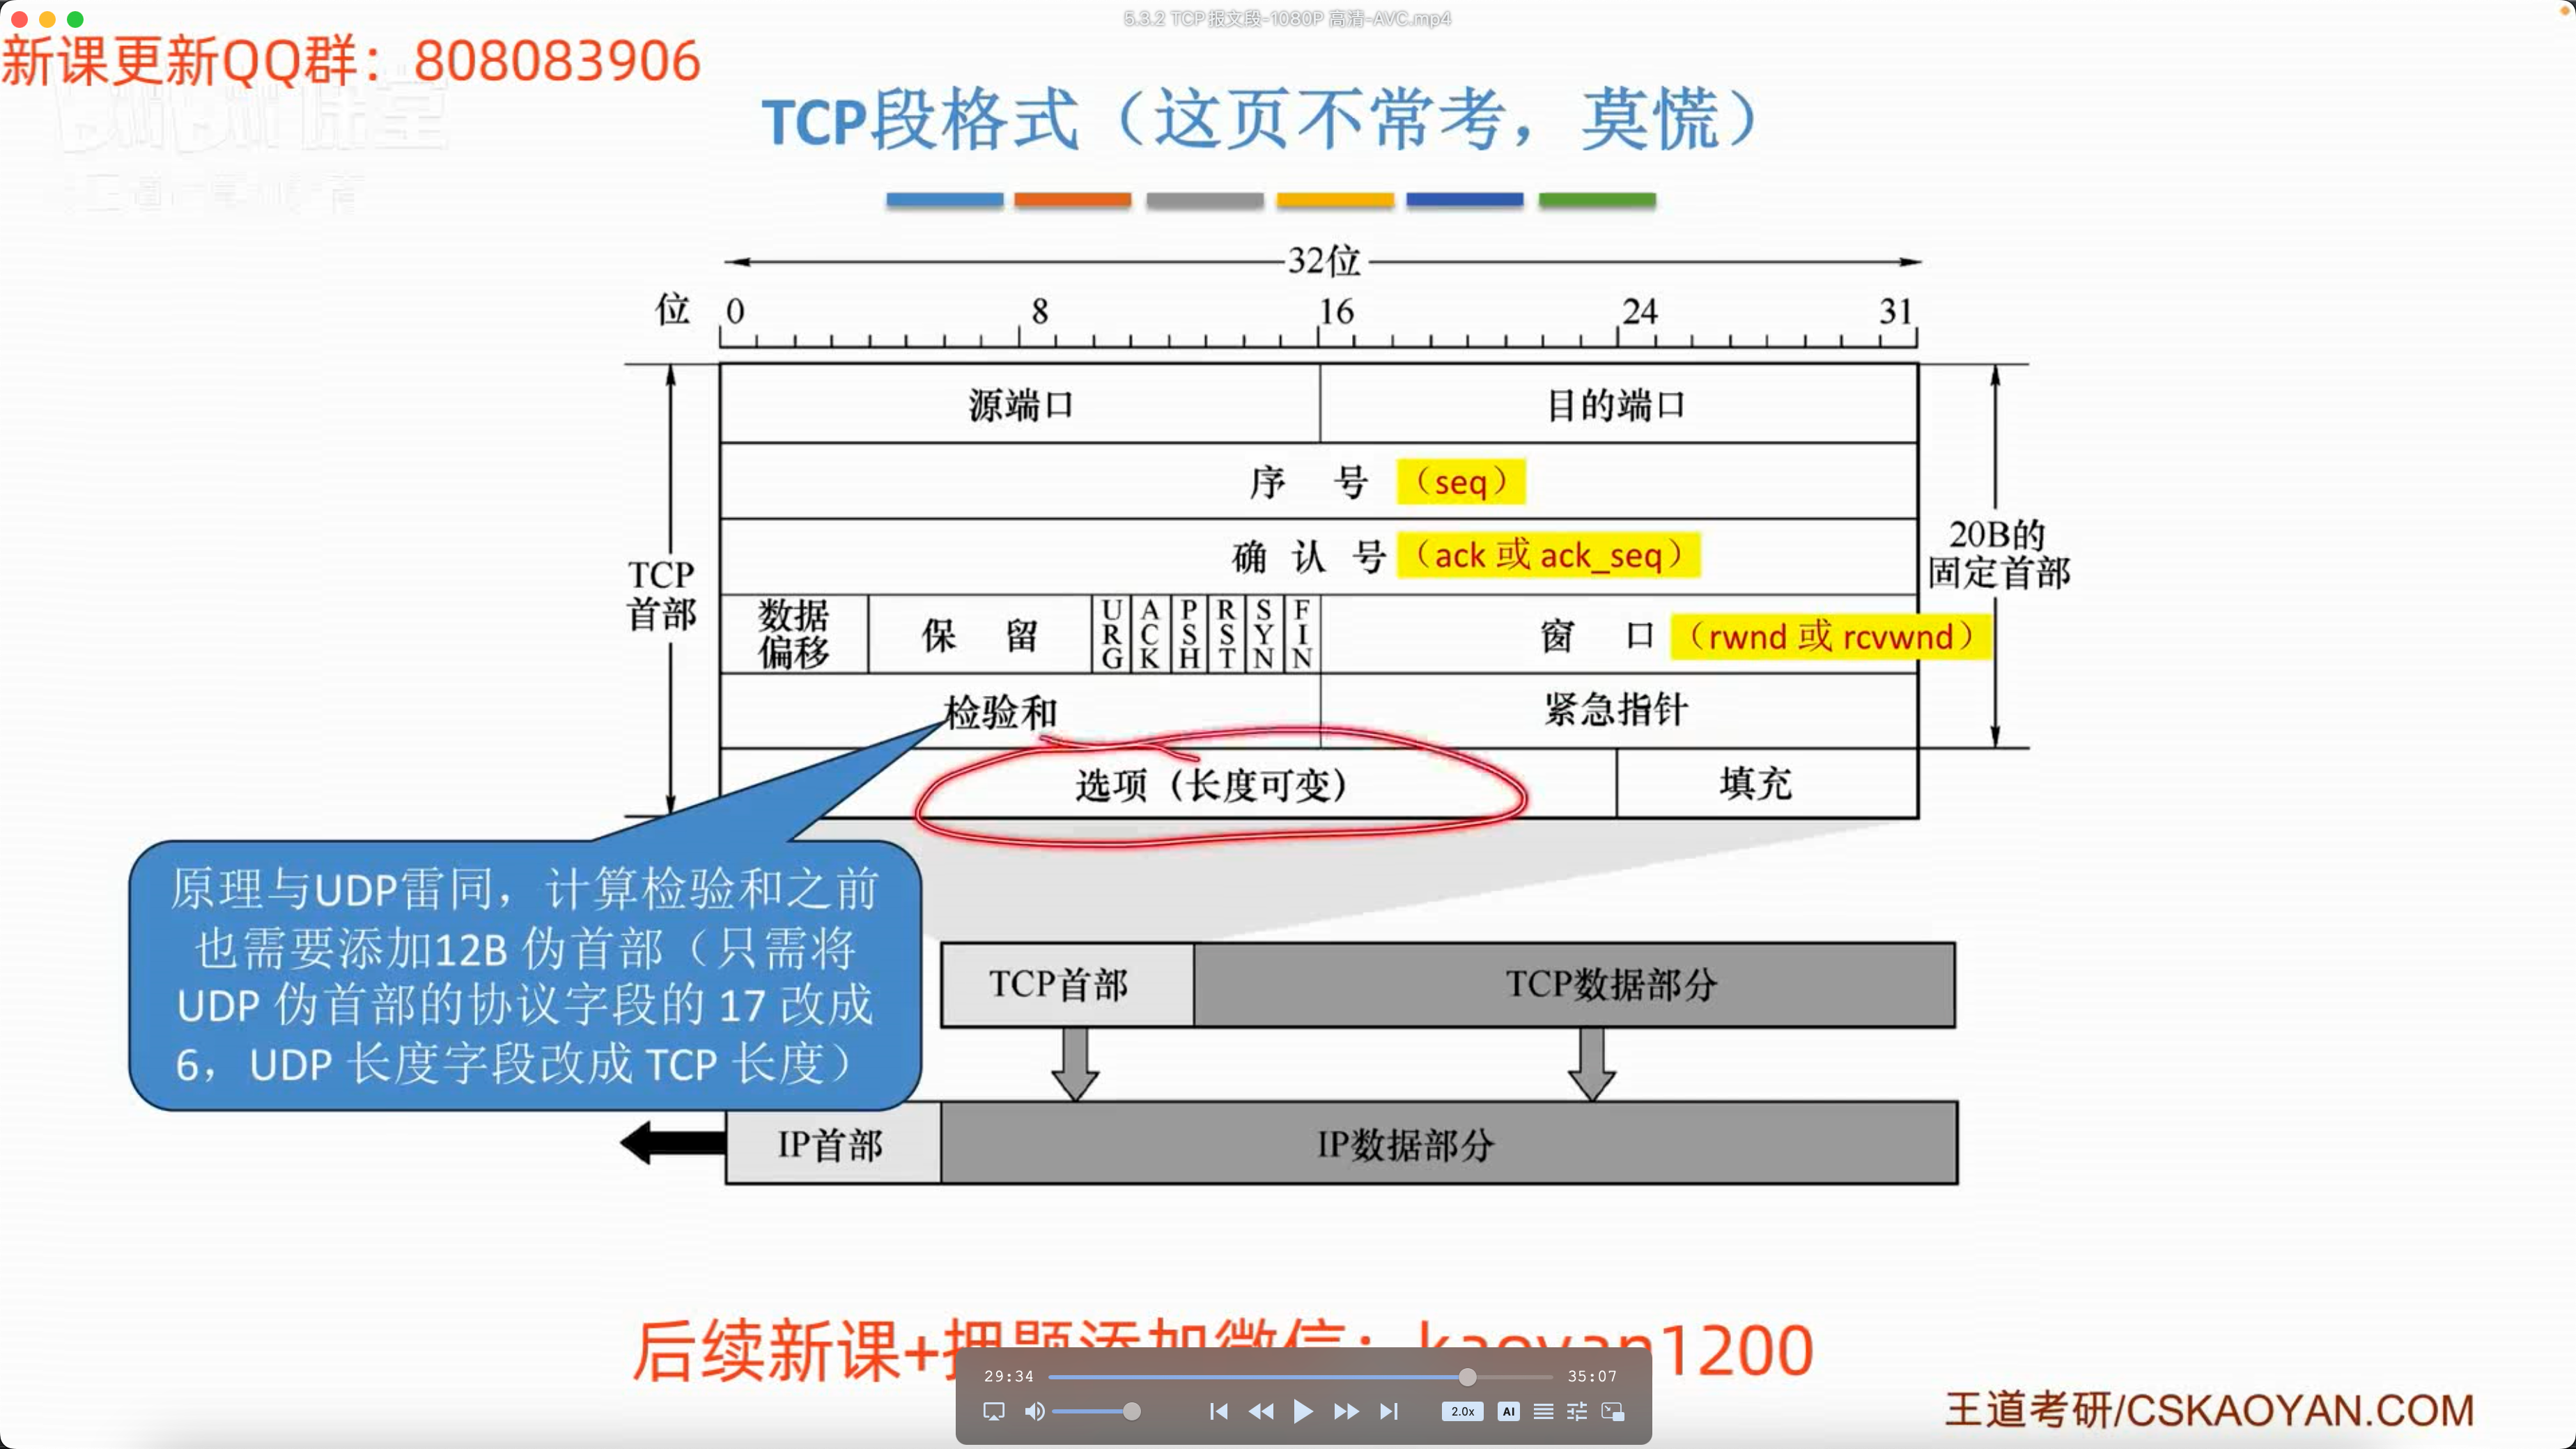 5.3.2 TCP报文段-1080P 高清-AVC.mp4
新课更新QQ群：808083906
课堂
TCP段格式（这页不常考，莫慌）
32位
位 0 8 16 24 31
源端口 目的端口
序 号 （seq）
确 认 号 （ack 或 ack_seq）
数据偏移 保 留 URG ACK PSH RST SYN FIN 窗 口 （rwnd 或 rcvwnd）
检验和 紧急指针
选项（长度可变） 填充
TCP
首部
20B的
固定首部
原理与UDP雷同，计算检验和之前
也需要添加12B 伪首部（只需将
UDP 伪首部的协议字段的 17 改成
6，UDP 长度字段改成 TCP 长度）
TCP首部 TCP数据部分
IP首部 IP数据部分
后续新课+押题添加微信：kaoyan1200
29:34 35:07
2.0x AI
王道考研/CSKAOYAN.COM